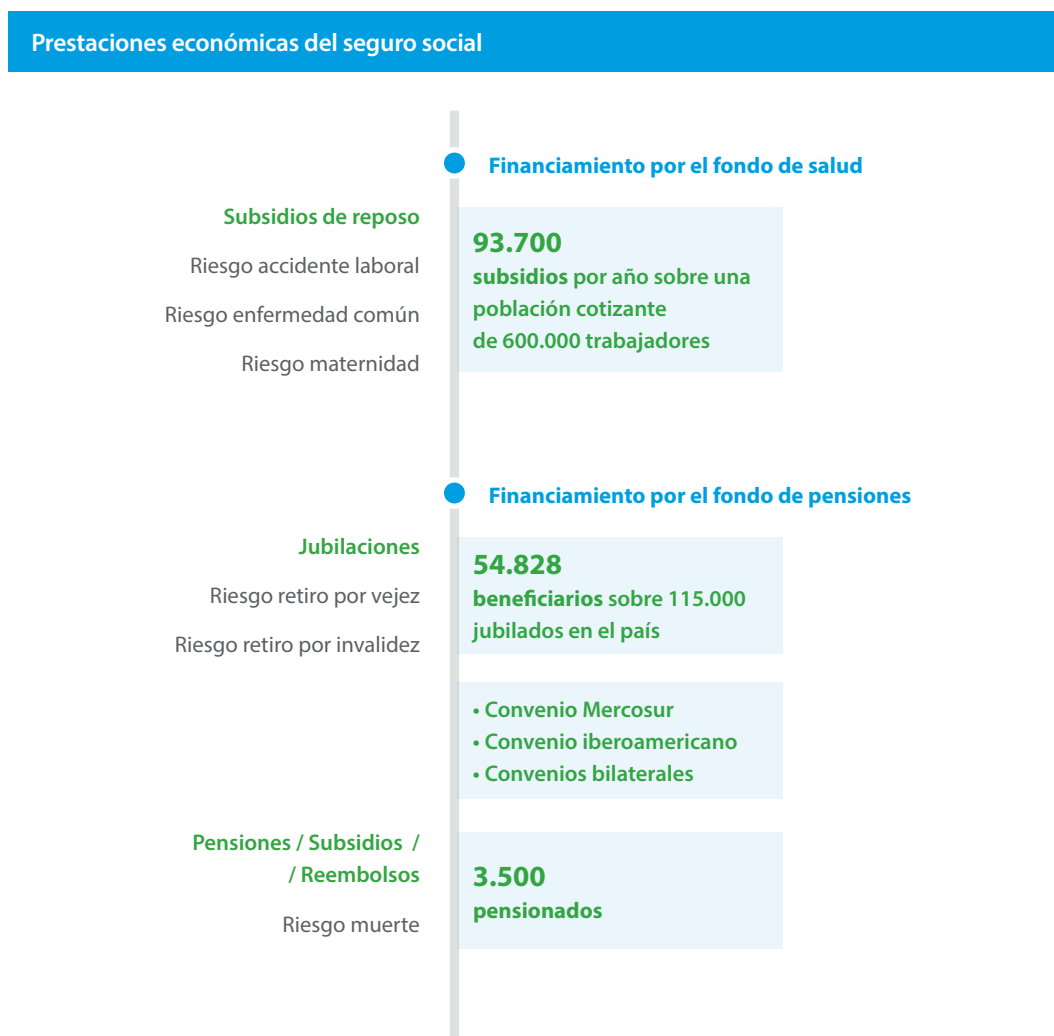 Prestaciones económicas del seguro social
Financiamiento por el fondo de salud
Subsidios de reposo
Riesgo accidente laboral
Riesgo enfermedad común
Riesgo maternidad
93.700
subsidios por año sobre una
población cotizante
de 600.000 trabajadores
Financiamiento por el fondo de pensiones
Jubilaciones
Riesgo retiro por vejez
Riesgo retiro por invalidez
54.828
beneficiarios sobre 115.000
jubilados en el país
• Convenio Mercosur
• Convenio iberoamericano
• Convenios bilaterales
Pensiones / Subsidios /
/ Reembolsos
Riesgo muerte
3.500
pensionados